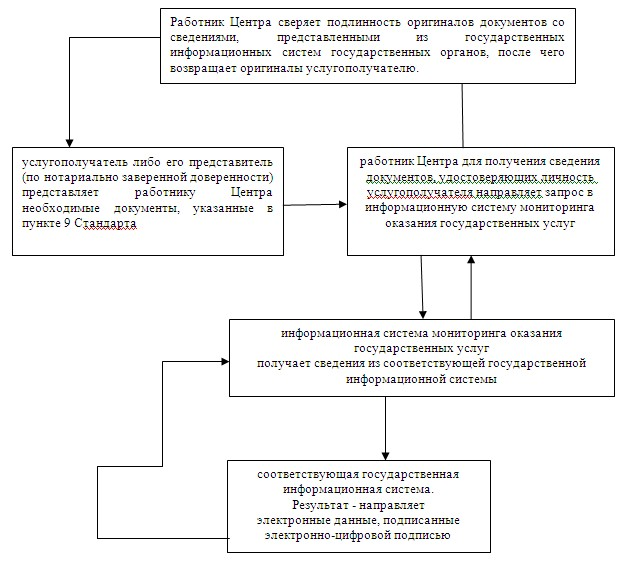 Работник Центра сверяет подлинность оригиналов документов со
сведениями, представленными из государственных
информационных систем государственных органов, после чего
возвращает оригиналы услугополучателю.
услугополучатель либо его представитель
(по нотариально заверенной доверенности)
представляет работнику Центра
необходимые документы, указанные в
пункте 9 Стандарта
работник Центра для получения сведения
документов, удостоверяющих личность
услугополучателя направляет запрос в
информационную систему мониторинга
оказания государственных услуг
информационная система мониторинга оказания
государственных услуг
получает сведения из соответствующей государственной
информационной системы
соответствующая государственная
информационная система.
Результат - направляет
электронные данные, подписанные
электронно-цифровой подписью